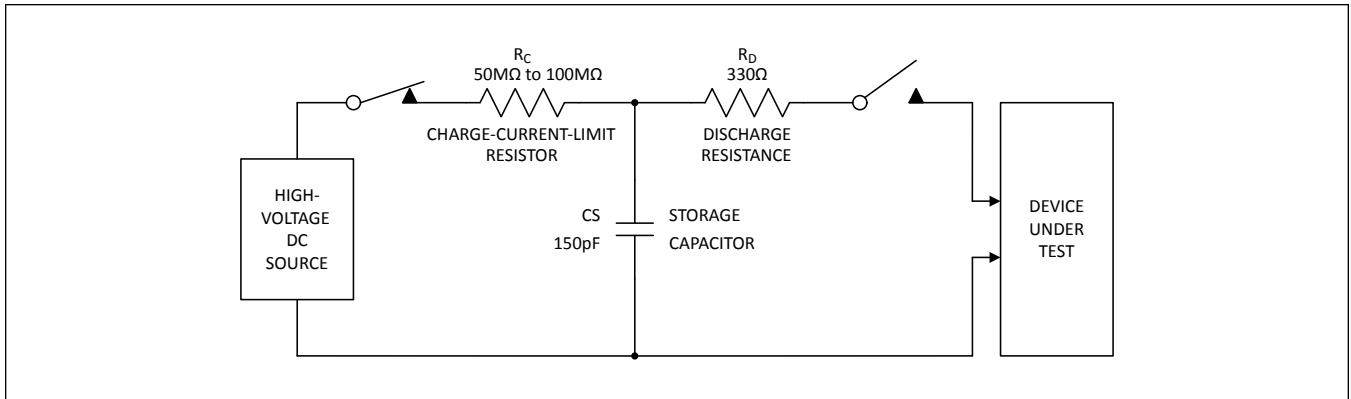 R_C
50MΩ to 100MΩ
CHARGE-CURRENT-LIMIT
RESISTOR
R_D
330Ω
DISCHARGE
RESISTANCE
HIGH-
VOLTAGE
DC
SOURCE
CS
150pF
STORAGE
CAPACITOR
DEVICE
UNDER
TEST